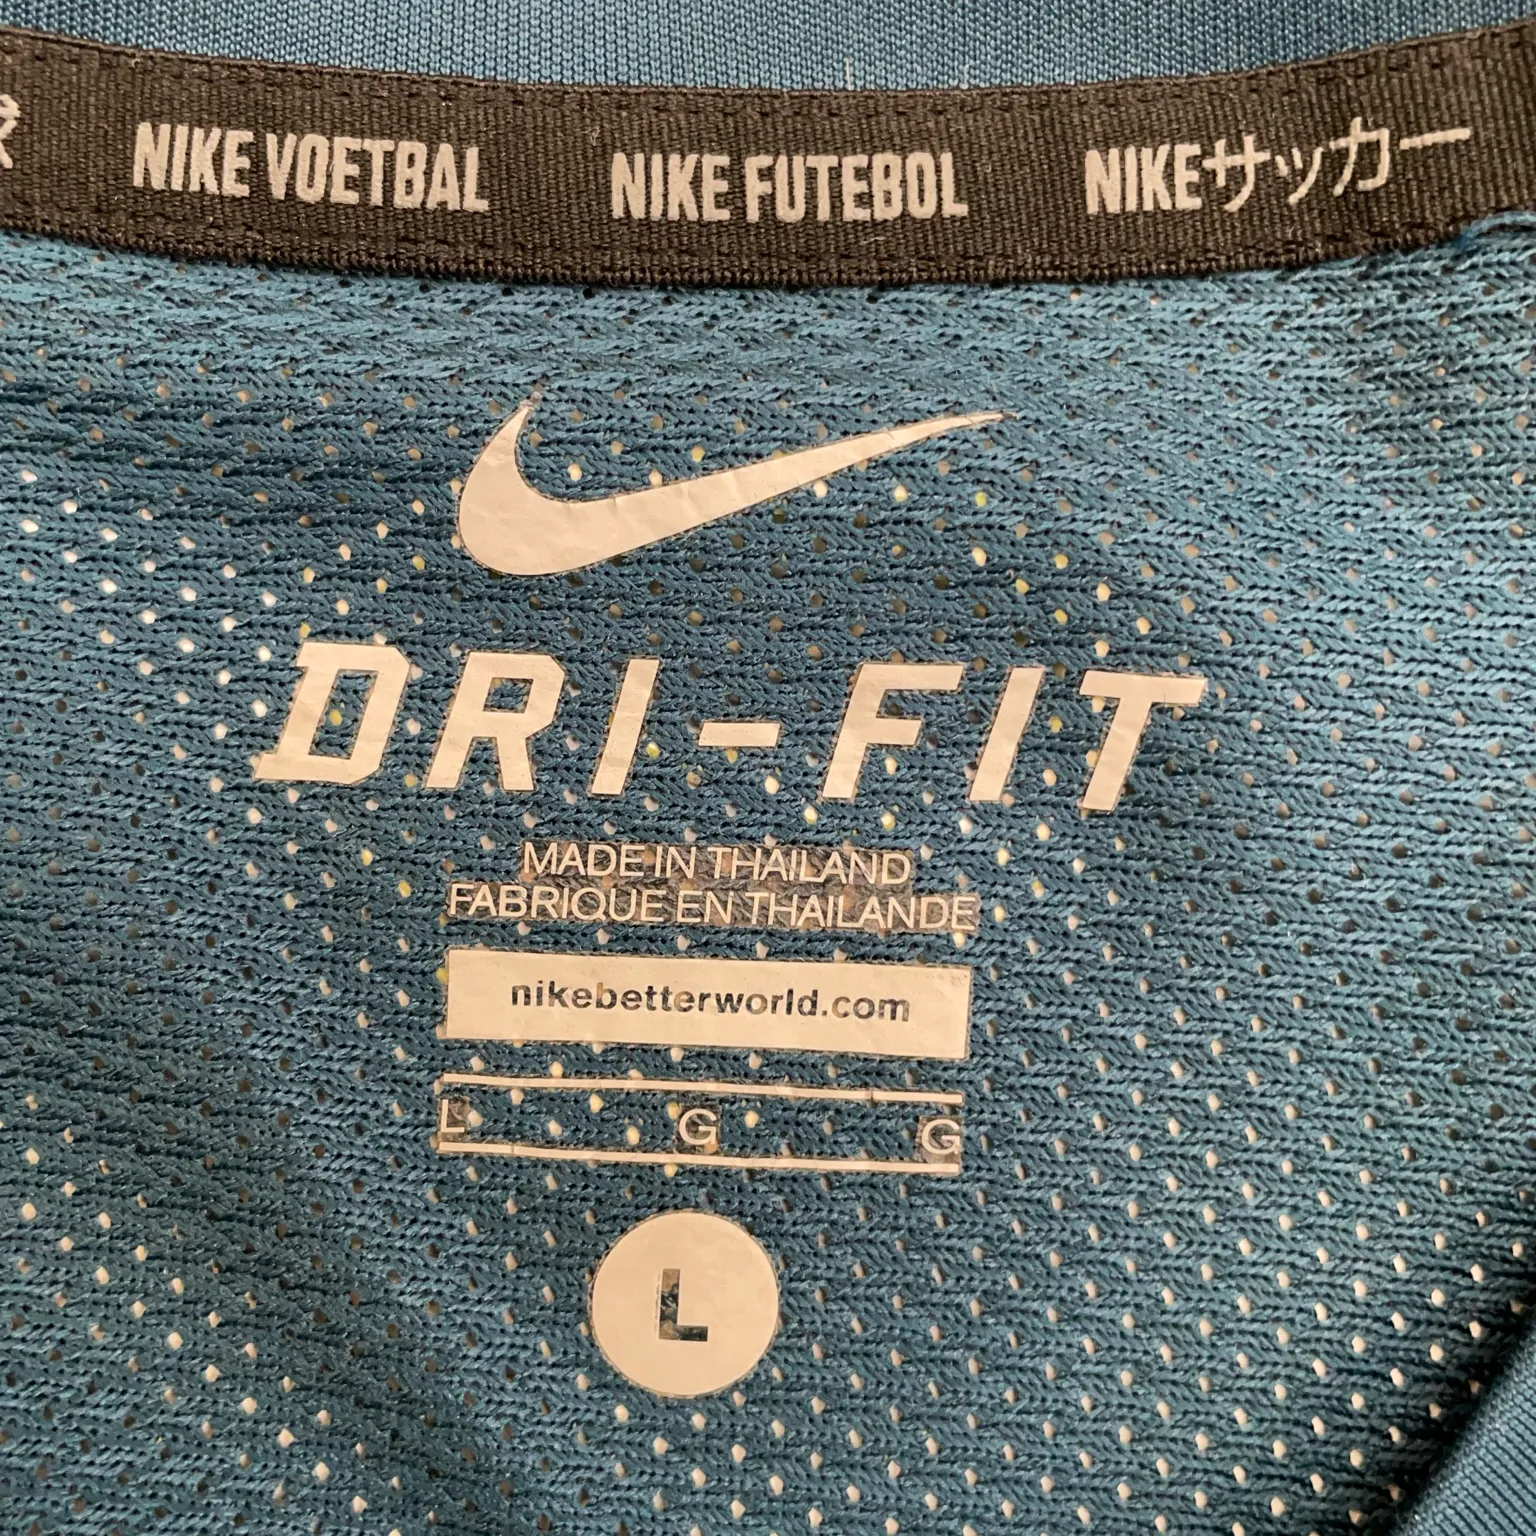 NIKE VOETBAL NIKE FUTEBOL NIKEサッカー
DRI-FIT
MADE IN THAILAND
FABRIQUE EN THAILANDE
nikebetterworld.com
L G G
L